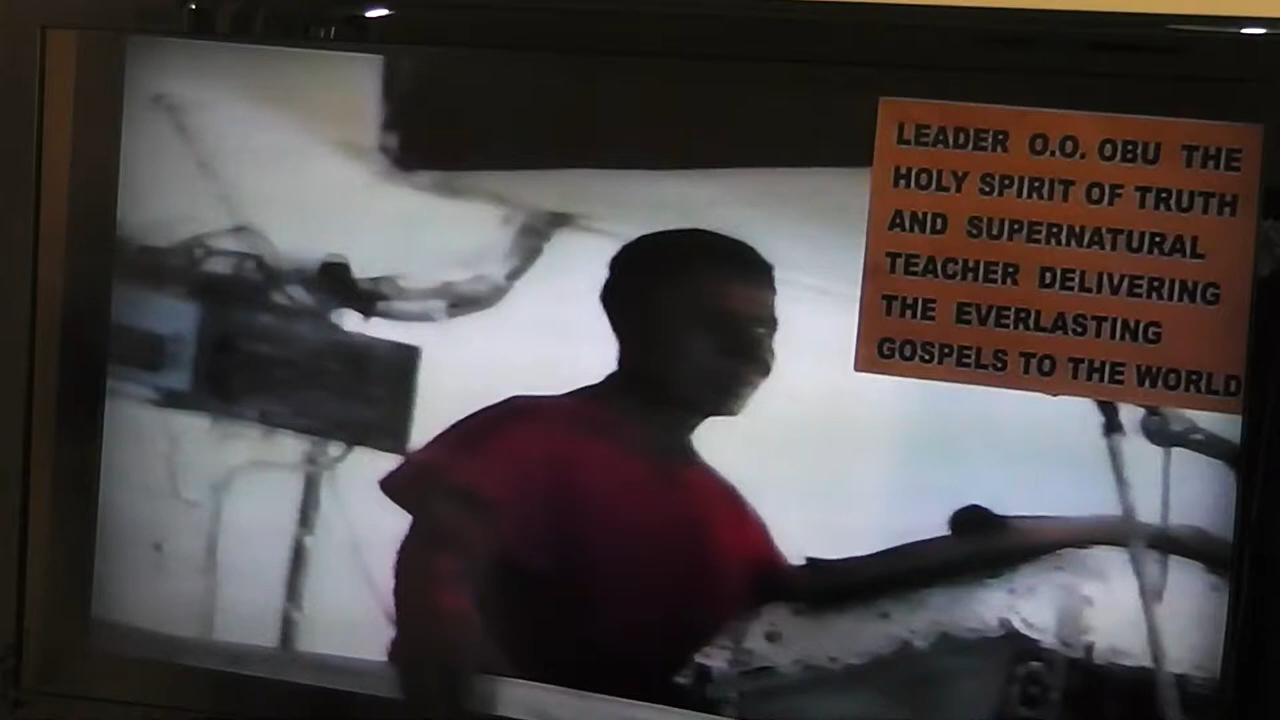 LEADER O.O. OBU THE
HOLY SPIRIT OF TRUTH
AND SUPERNATURAL
TEACHER DELIVERING
THE EVERLASTING
GOSPELS TO THE WORLD